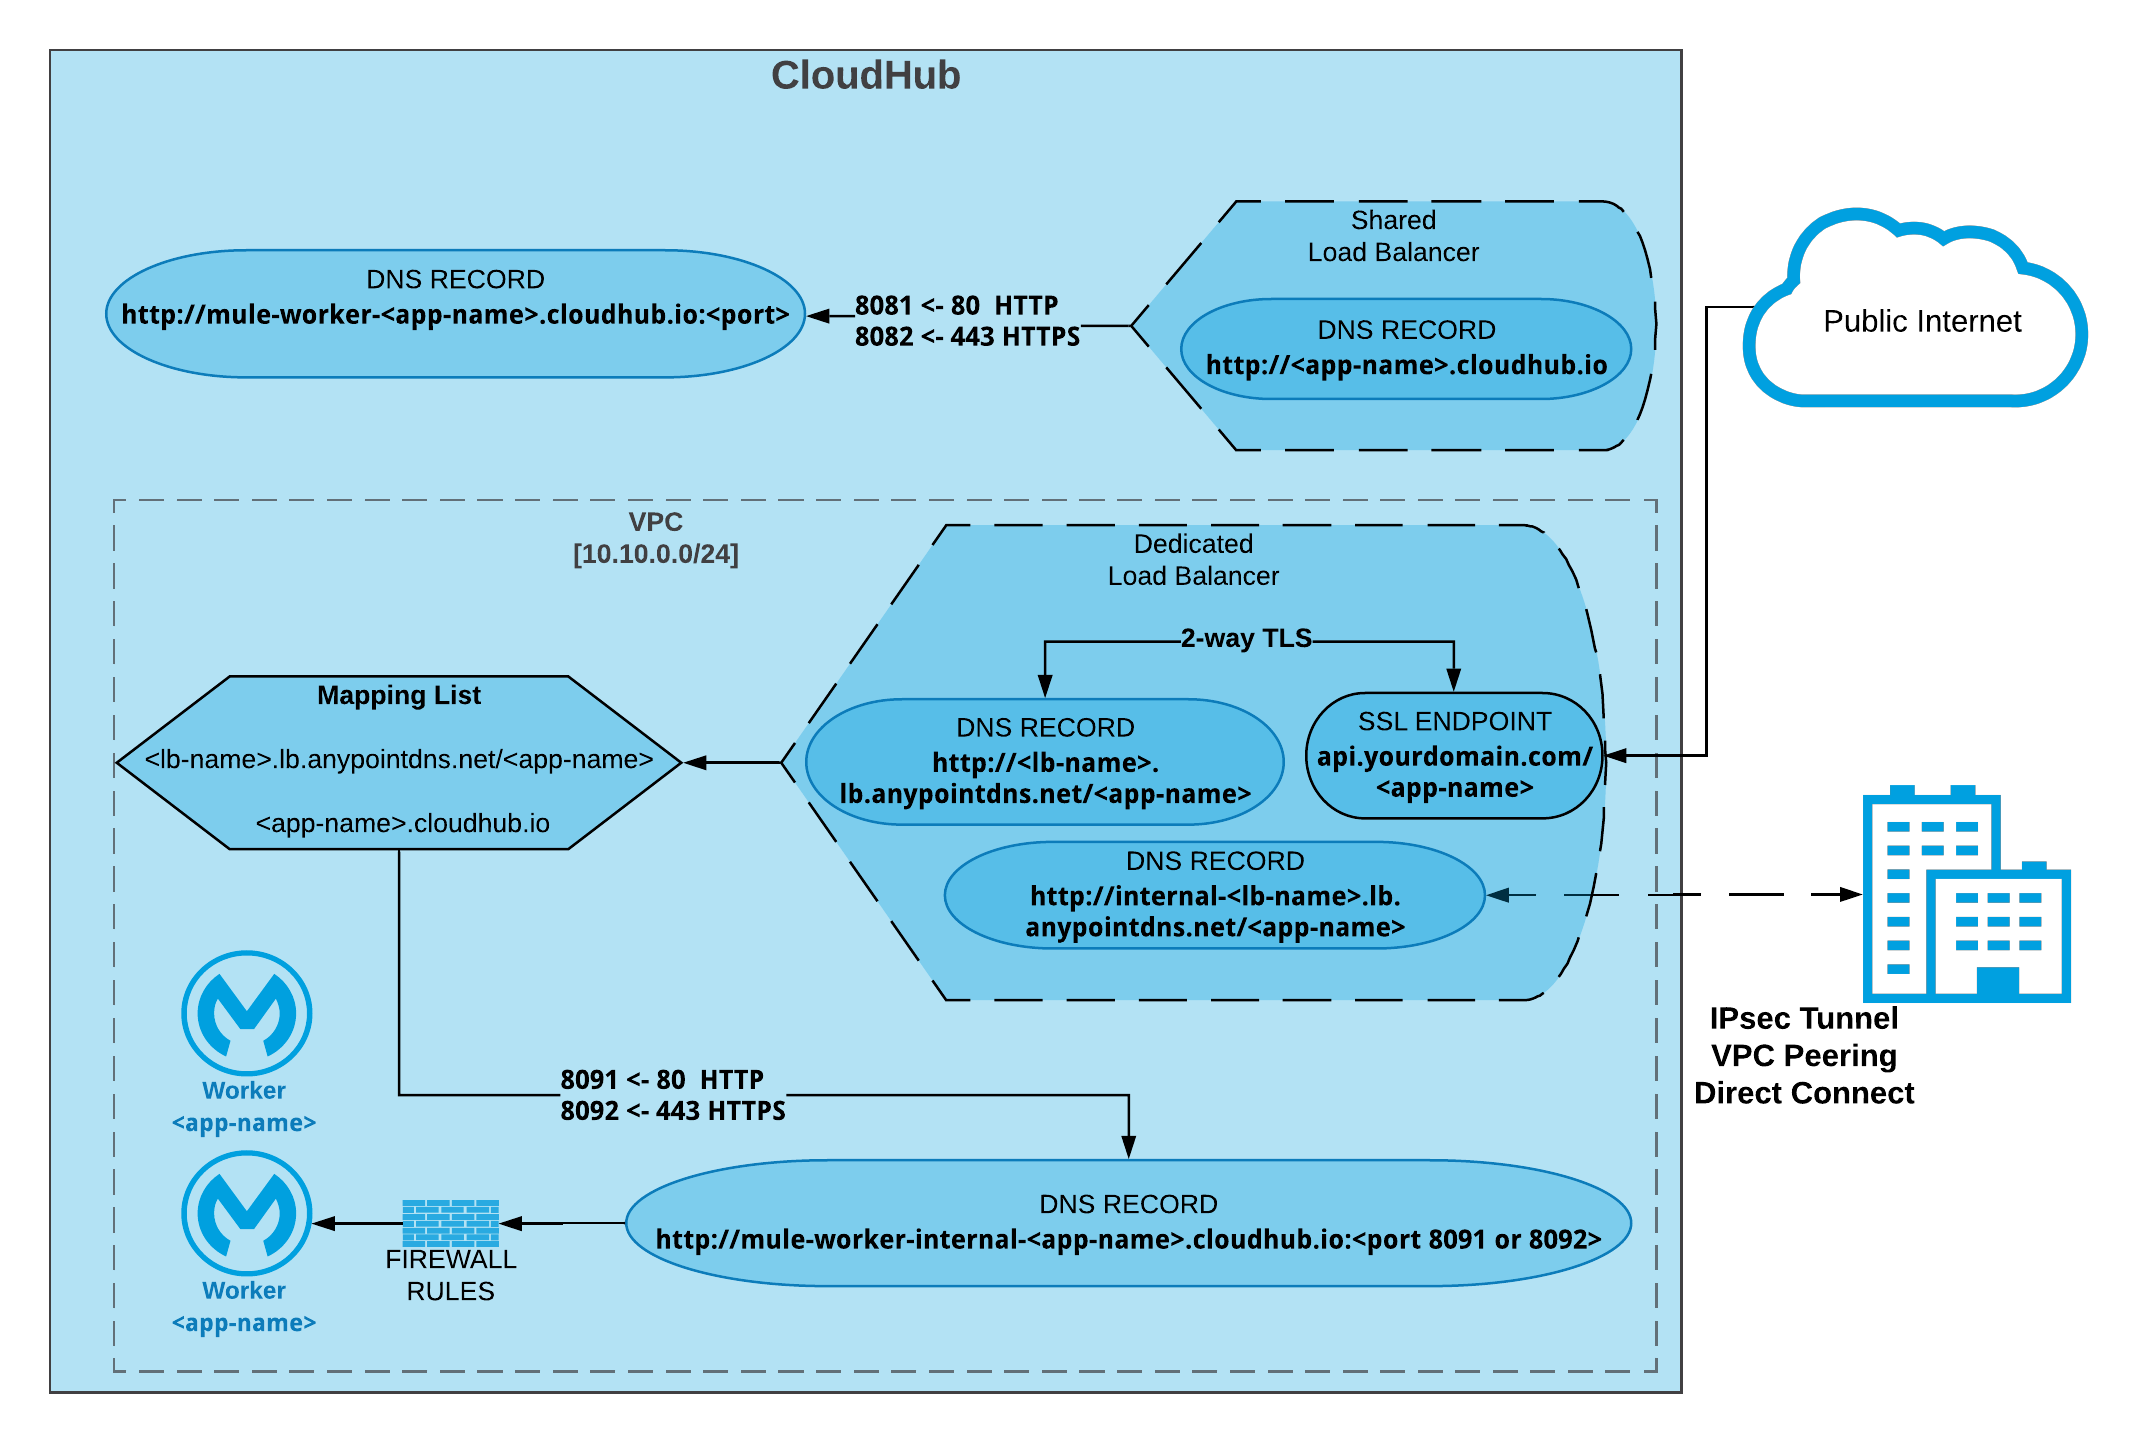 CloudHub
Shared
Load Balancer
DNS RECORD
http://<app-name>.cloudhub.io
8081 <- 80  HTTP
8082 <- 443 HTTPS
DNS RECORD
http://mule-worker-<app-name>.cloudhub.io:<port>
Public Internet
VPC
[10.10.0.0/24]
Dedicated
Load Balancer
2-way TLS
DNS RECORD
http://<lb-name>.
lb.anypointdns.net/<app-name>
SSL ENDPOINT
api.yourdomain.com/
<app-name>
DNS RECORD
http://internal-<lb-name>.lb.
anypointdns.net/<app-name>
Mapping List
<lb-name>.lb.anypointdns.net/<app-name>
<app-name>.cloudhub.io
IPsec Tunnel
VPC Peering
Direct Connect
Worker
<app-name>
8091 <- 80  HTTP
8092 <- 443 HTTPS
DNS RECORD
http://mule-worker-internal-<app-name>.cloudhub.io:<port 8091 or 8092>
FIREWALL
RULES
Worker
<app-name>